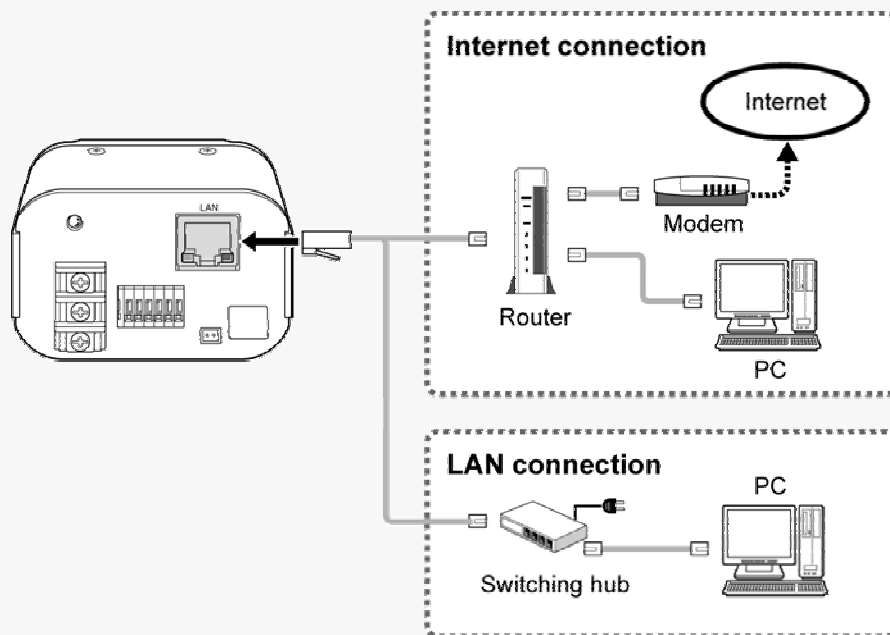 Internet connection
Internet
LAN
Modem
Router
PC
LAN connection
PC
Switching hub